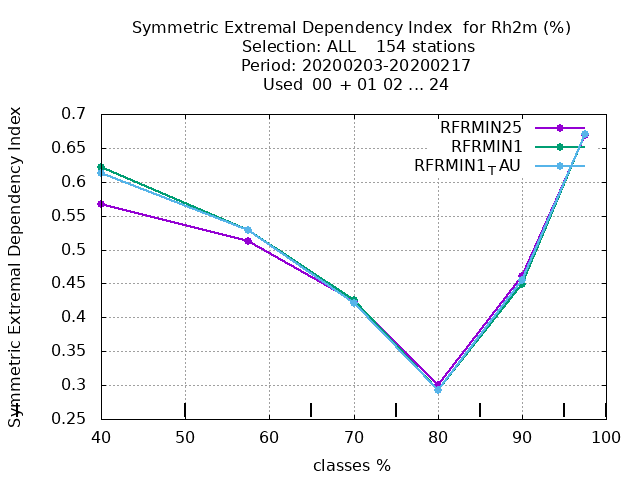 Symmetric Extremal Dependency Index for Rh2m (%)
Selection: ALL 154 stations
Period: 20200203-20200217
Used 00 + 01 02 ... 24
Symmetric Extremal Dependency Index
0.7
0.65
0.6
0.55
0.5
0.45
0.4
0.35
0.3
0.25
RFRMIN25
RFRMIN1
RFRMIN1TAU
40 50 60 70 80 90 100
classes %